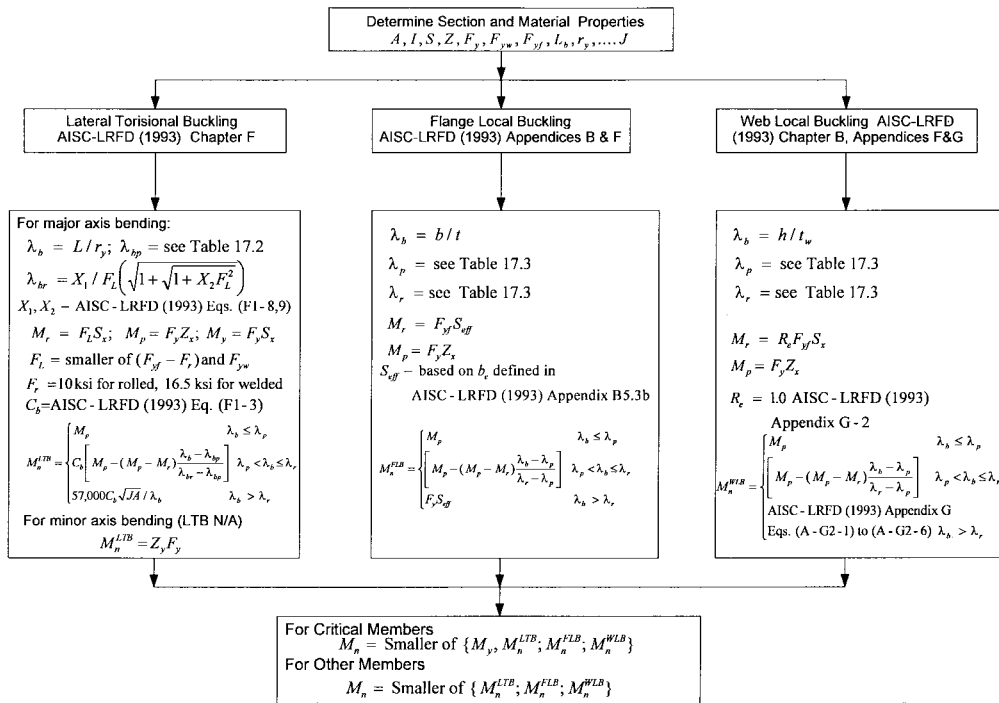 Determine Section and Material Properties
A, I, S, Z, F_y, F_yw, F_yf, L_b, r_y, .... J
Lateral Torisional Buckling
AISC-LRFD (1993) Chapter F
For major axis bending:
λ_b = L / r_y; λ_bp = see Table 17.2
λ_br = X_1 / F_L (√(1 + √(1 + X_2 F_L^2)))
X_1, X_2 – AISC - LRFD (1993) Eqs. (F1 - 8,9)
M_r = F_L S_x; M_p = F_y Z_x; M_y = F_y S_x
F_L = smaller of (F_yf – F_r) and F_yw
F_r =10 ksi for rolled, 16.5 ksi for welded
C_b=AISC - LRFD (1993) Eq. (F1 - 3)
M_n^LTB = { M_p λ_b ≤ λ_p
C_b [ M_p – (M_p – M_r) (λ_b – λ_bp) / (λ_br – λ_bp) ] λ_p < λ_b ≤ λ_r
57,000 C_b √JA / λ_b λ_b > λ_r
For minor axis bending (LTB N/A)
M_n^LTB = Z_y F_y
Flange Local Buckling
AISC-LRFD (1993) Appendices B & F
λ_b = b / t
λ_p = see Table 17.3
λ_r = see Table 17.3
M_r = F_yf S_eff
M_p = F_y Z_x
S_eff – based on b_e defined in
AISC - LRFD (1993) Appendix B5.3b
M_n^FLB = { M_p λ_b ≤ λ_p
[ M_p – (M_p – M_r) (λ_b – λ_p) / (λ_r – λ_p) ] λ_p < λ_b ≤ λ_r
F_y S_eff λ_b > λ_r
Web Local Buckling AISC-LRFD
(1993) Chapter B, Appendices F&G
λ_b = h / t_w
λ_p = see Table 17.3
λ_r = see Table 17.3
M_r = R_e F_yf S_x
M_p = F_y Z_x
R_e = 1.0 AISC - LRFD (1993)
Appendix G - 2
M_n^WLB = { M_p λ_b ≤ λ_p
[ M_p – (M_p – M_r) (λ_b – λ_p) / (λ_r – λ_p) ] λ_p < λ_b ≤ λ_r
AISC - LRFD (1993) Appendix G
Eqs. (A - G2 - 1) to (A - G2 - 6) λ_b > λ_r
For Critical Members
M_n = Smaller of {M_y, M_n^LTB; M_n^FLB; M_n^WLB}
For Other Members
M_n = Smaller of {M_n^LTB; M_n^FLB; M_n^WLB}